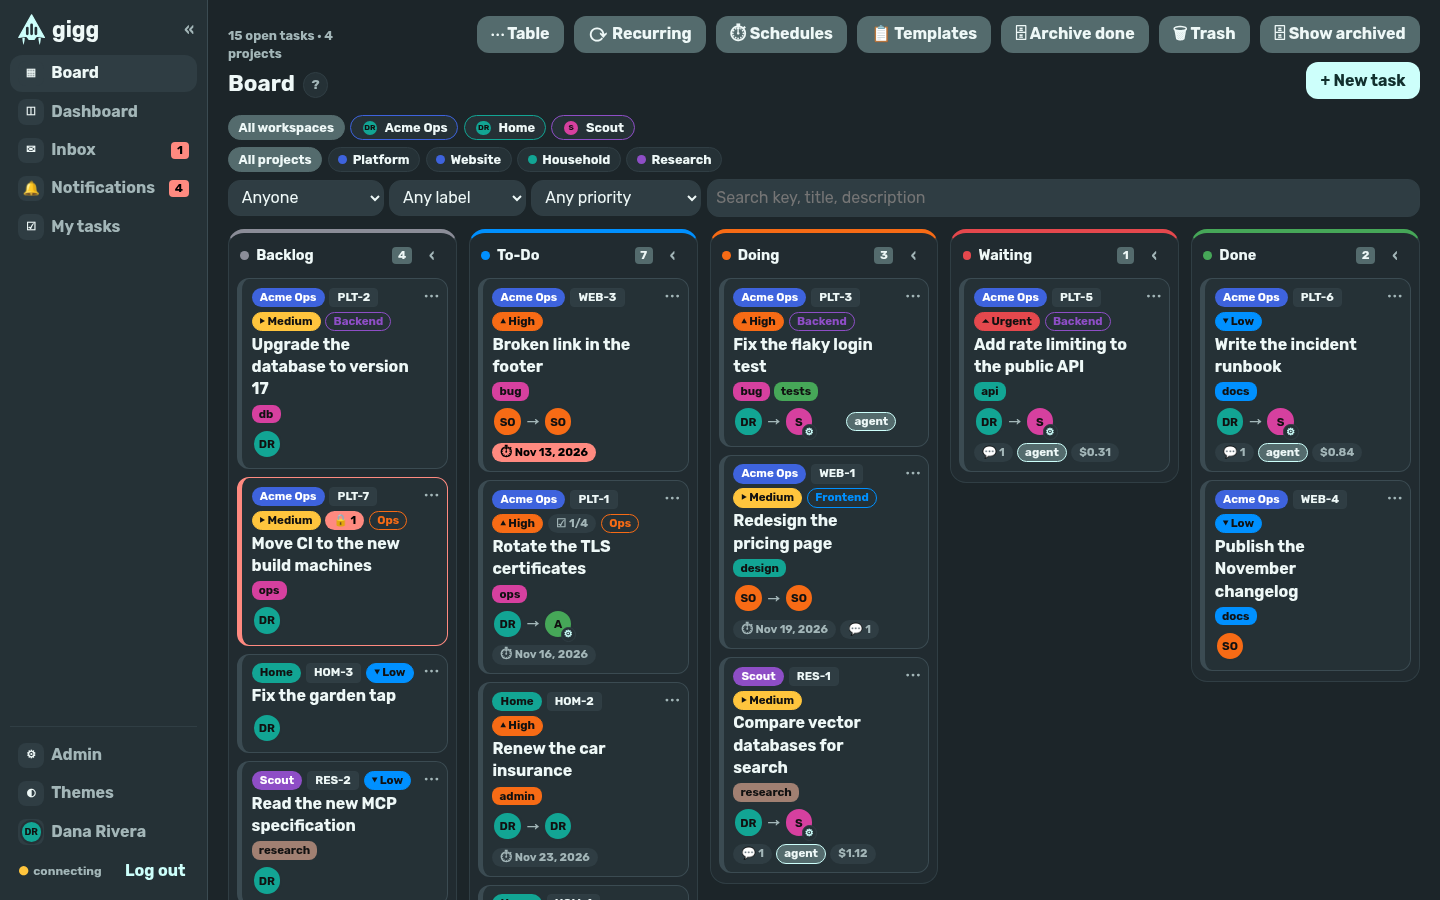 gigg
«
Board
Dashboard
Inbox 1
Notifications 4
My tasks
Admin
Themes
DR Dana Rivera
connecting Log out
15 open tasks · 4
projects
Board ?
··· Table
Recurring
Schedules
Templates
Archive done
Trash
Show archived
+ New task
All workspaces DR Acme Ops DR Home S Scout
All projects Platform Website Household Research
Anyone Any label Any priority Search key, title, description
Backlog 4 ‹
Acme Ops PLT-2 ···
Medium Backend
Upgrade the
database to version
17
db
DR
Acme Ops PLT-7 ···
Medium 1 Ops
Move CI to the new
build machines
ops
DR
Home HOM-3 Low ···
Fix the garden tap
DR
Scout RES-2 Low ···
Read the new MCP
specification
research
DR
To-Do 7 ‹
Acme Ops WEB-3 ···
High
Broken link in the
footer
bug
SO → SO
Nov 13, 2026
Acme Ops PLT-1 ···
High 1/4 Ops
Rotate the TLS
certificates
ops
DR → A
Nov 16, 2026
Home HOM-2 ···
High
Renew the car
insurance
admin
DR → DR
Nov 23, 2026
Doing 3 ‹
Acme Ops PLT-3 ···
High Backend
Fix the flaky login
test
bug tests
DR → S agent
Acme Ops WEB-1 ···
Medium Frontend
Redesign the
pricing page
design
SO → SO
Nov 19, 2026 1
Scout RES-1 ···
Medium
Compare vector
databases for
search
research
DR → S
1 agent $1.12
Waiting 1 ‹
Acme Ops PLT-5 ···
Urgent Backend
Add rate limiting to
the public API
api
DR → S
1 agent $0.31
Done 2 ‹
Acme Ops PLT-6 ···
Low
Write the incident
runbook
docs
DR → S
1 agent $0.84
Acme Ops WEB-4 ···
Low
Publish the
November
changelog
docs
SO